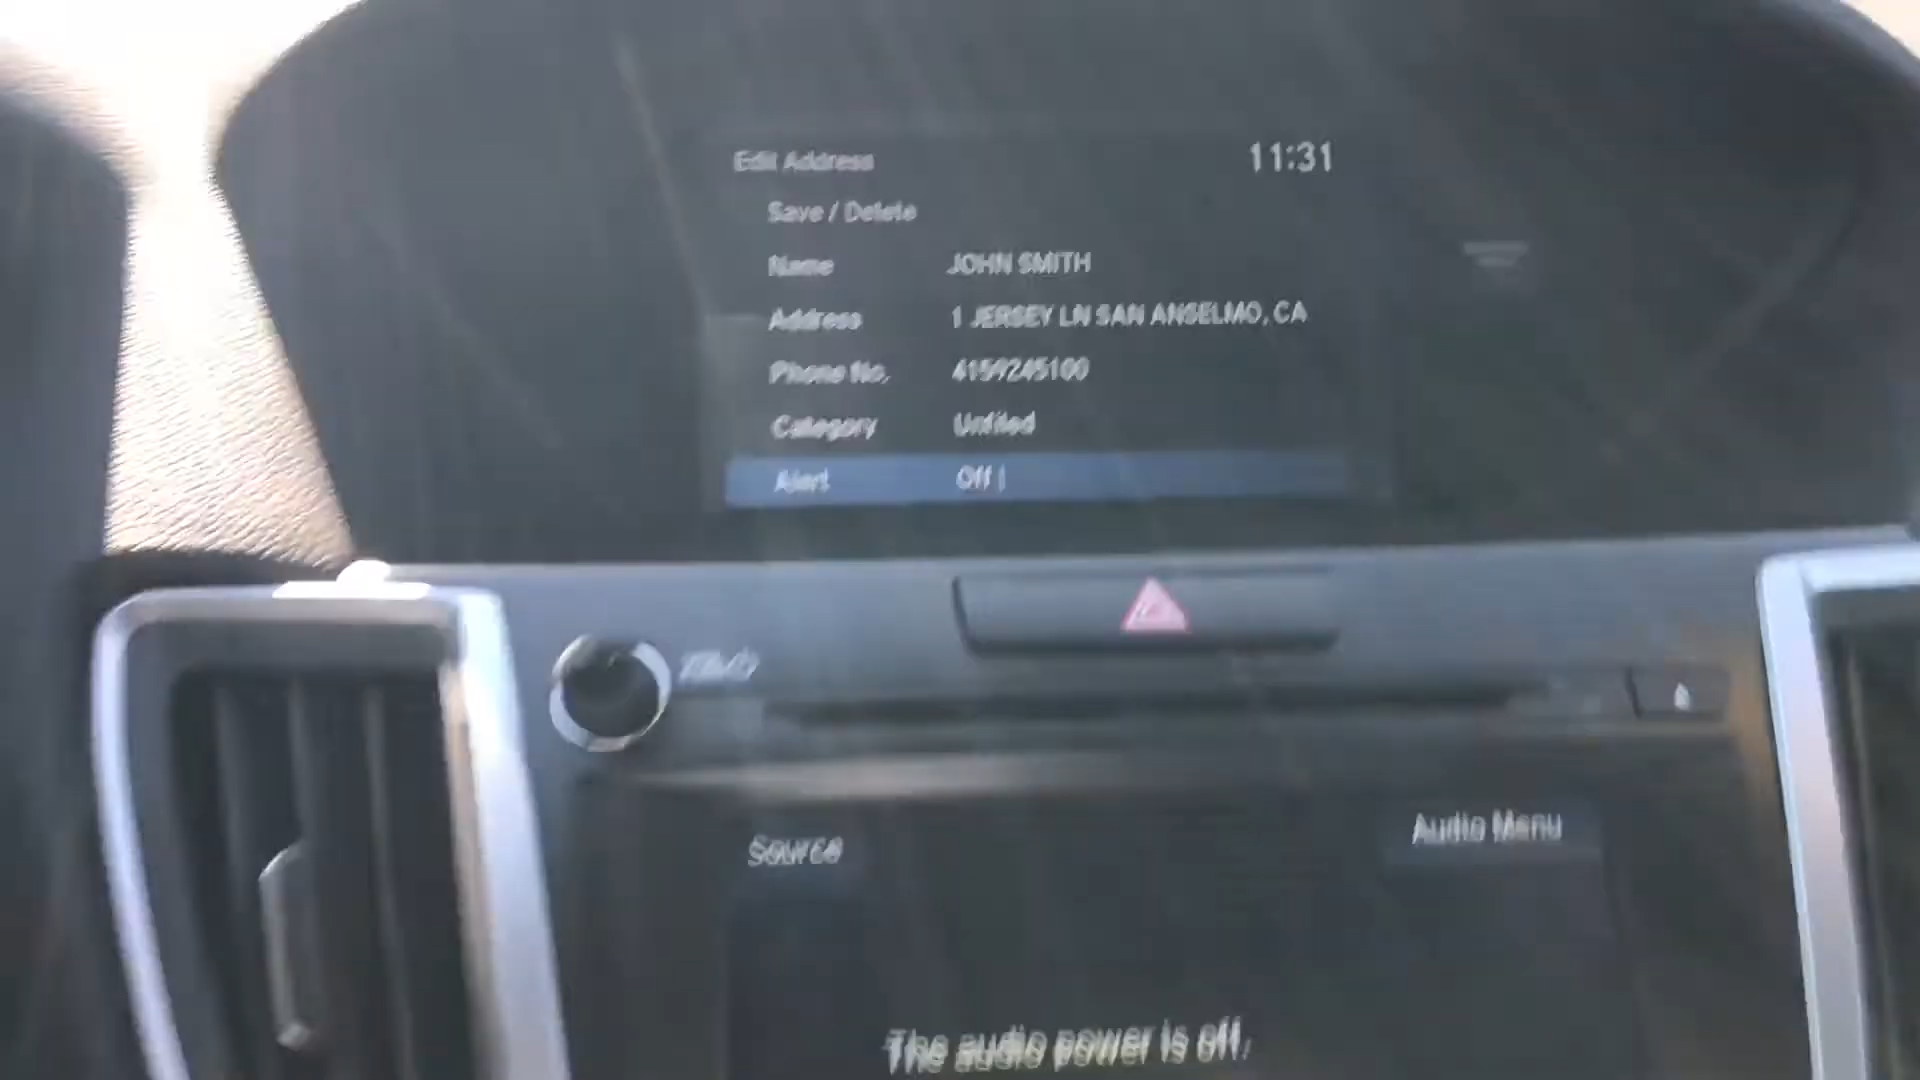 Edit Address 11:31
Save / Delete
Name JOHN SMITH
Address 1 JERSEY LN SAN ANSELMO, CA
Phone No. 4159245100
Category Unfiled
Alert Off
Source Audio Menu
The audio power is off.